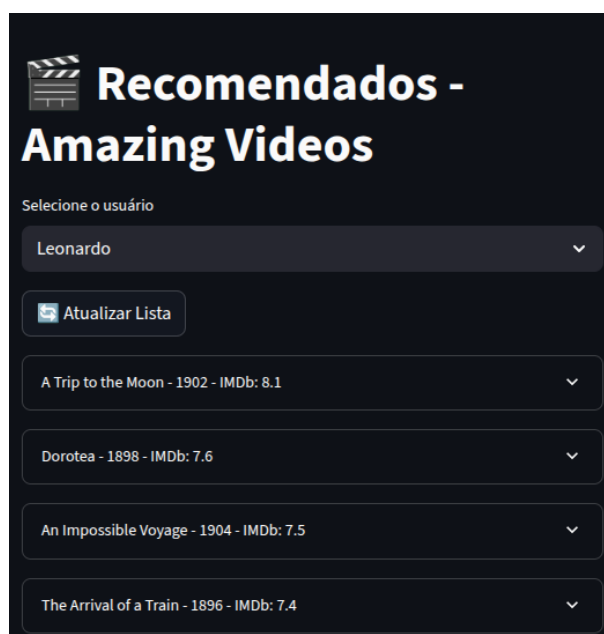 🎬 Recomendados -
Amazing Videos
Selecione o usuário
Leonardo
🔄 Atualizar Lista
A Trip to the Moon - 1902 - IMDb: 8.1
Dorotea - 1898 - IMDb: 7.6
An Impossible Voyage - 1904 - IMDb: 7.5
The Arrival of a Train - 1896 - IMDb: 7.4